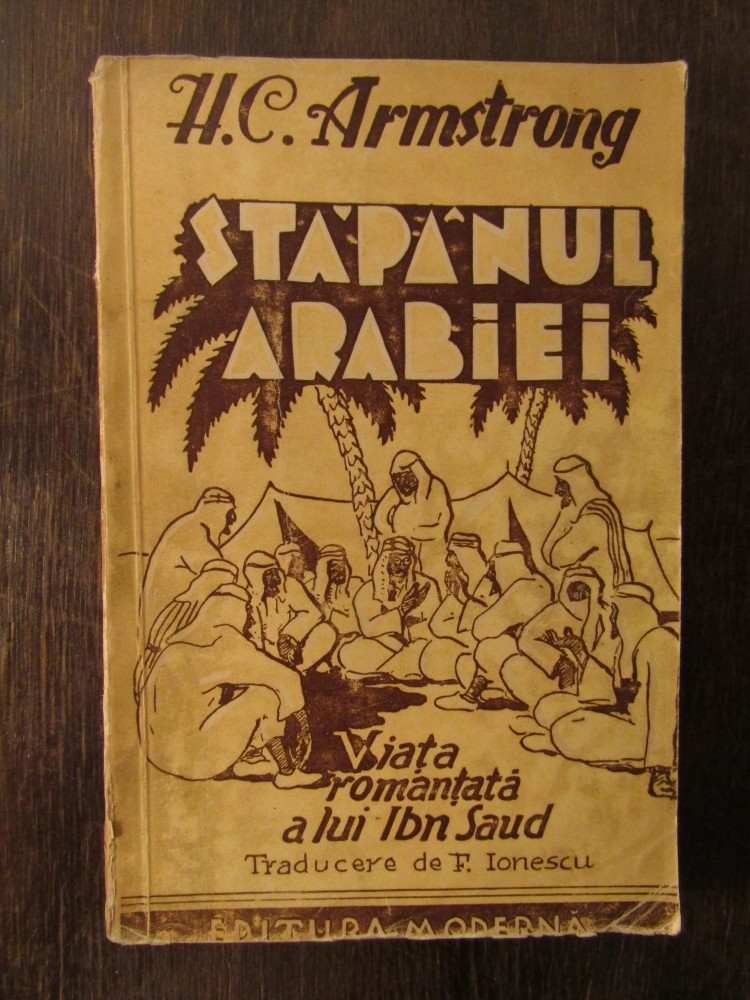 H.C. Armstrong
STĂPÂNUL
ARABIEI
Viața
romanțată
a lui Ibn Saud
Traducere de F. Ionescu
EDITURA MODERNĂ